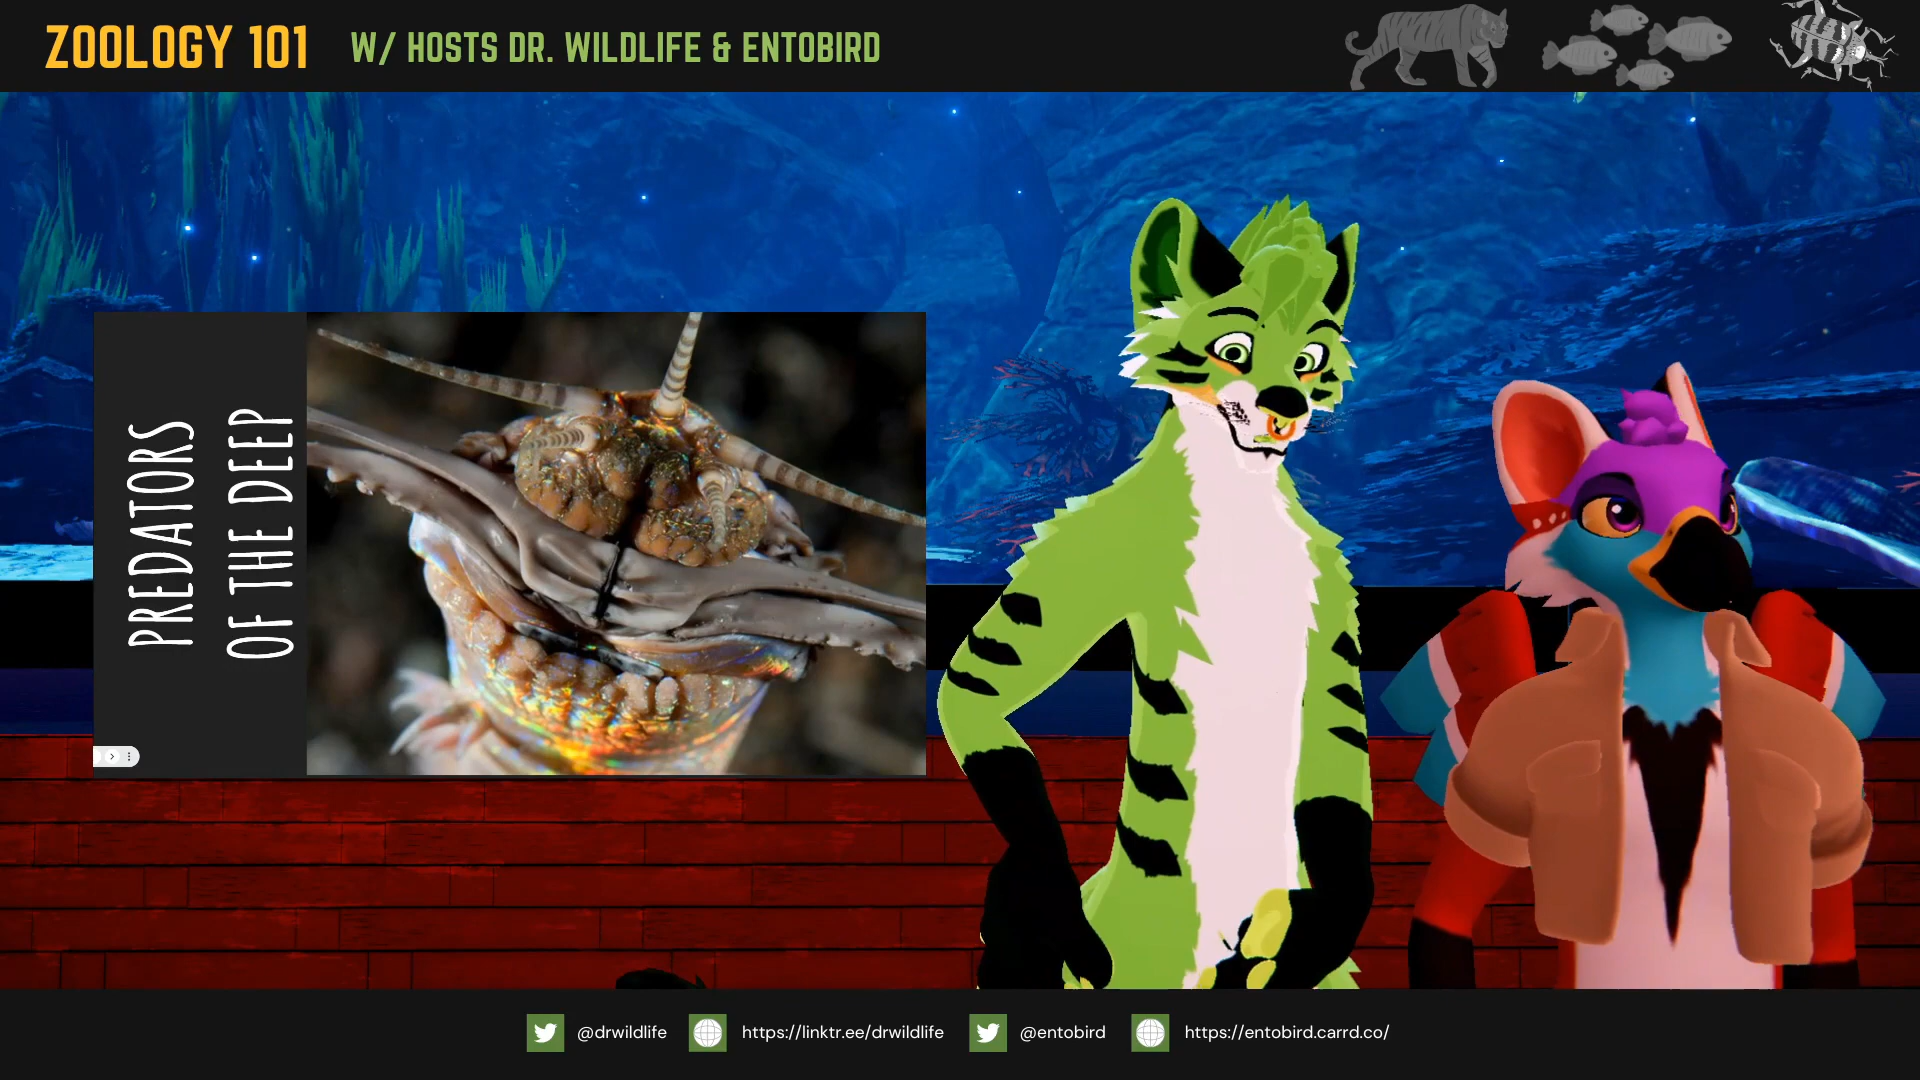 ZOOLOGY 101
W/ HOSTS DR. WILDLIFE & ENTOBIRD
PREDATORS
OF THE DEEP
@drwildlife
https://linktr.ee/drwildlife
@entobird
https://entobird.carrd.co/